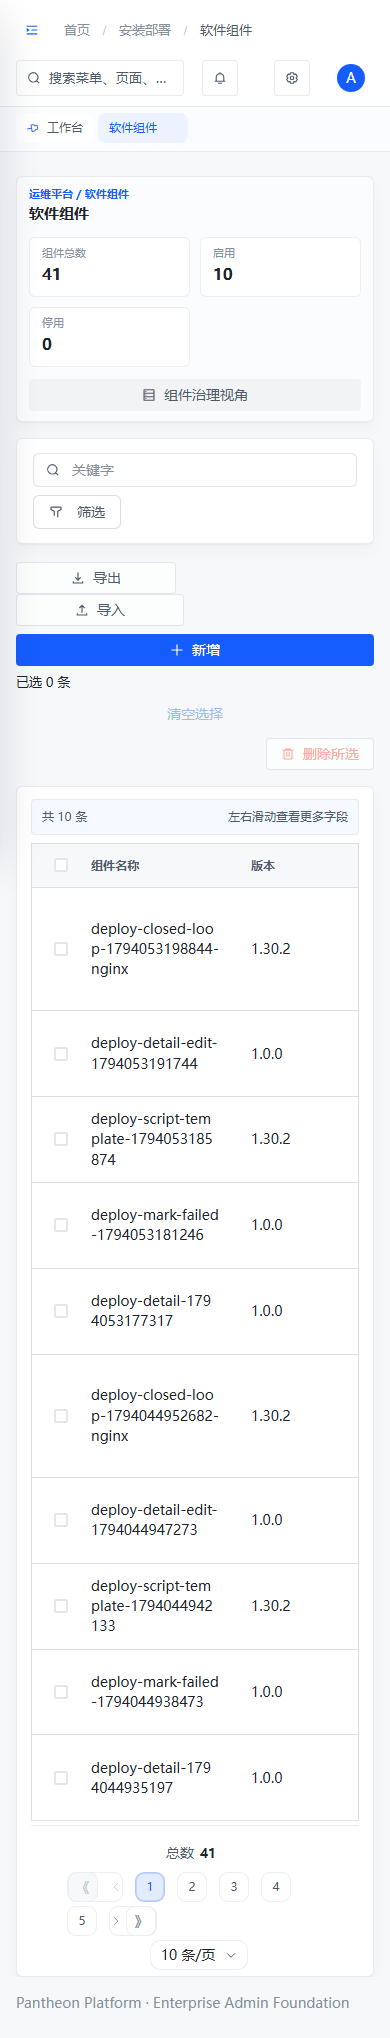 首页 / 安装部署 / 软件组件
搜索菜单、页面、...
A
工作台 软件组件
运维平台 / 软件组件
软件组件
组件总数
41
启用
10
停用
0
组件治理视角
关键字
筛选
导出
导入
新增
已选 0 条
清空选择
删除所选
共 10 条 左右滑动查看更多字段
组件名称 版本
deploy-closed-loo
p-1794053198844-
nginx
1.30.2
deploy-detail-edit-
1794053191744
1.0.0
deploy-script-tem
plate-1794053185
874
1.30.2
deploy-mark-failed
-1794053181246
1.0.0
deploy-detail-179
4053177317
1.0.0
deploy-closed-loo
p-1794044952682-
nginx
1.30.2
deploy-detail-edit-
1794044947273
1.0.0
deploy-script-tem
plate-1794044942
133
1.30.2
deploy-mark-failed
-1794044938473
1.0.0
deploy-detail-179
4044935197
1.0.0
总数 41
1 2 3 4
5
10 条/页
Pantheon Platform · Enterprise Admin Foundation